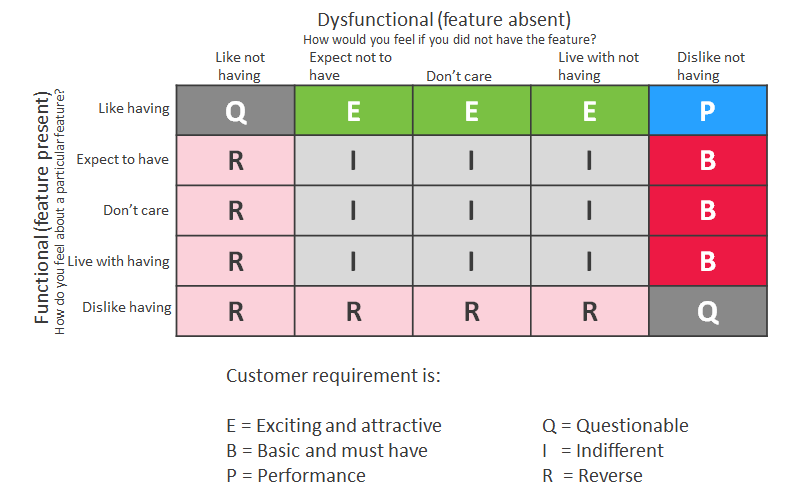 Dysfunctional (feature absent)
How would you feel if you did not have the feature?
Like not having
Expect not to have
Don’t care
Live with not having
Dislike not having
Functional (feature present)
How do you feel about a particular feature?
Like having Q E E E P
Expect to have R I I I B
Don’t care R I I I B
Live with having R I I I B
Dislike having R R R R Q
Customer requirement is:
E = Exciting and attractive
B = Basic and must have
P = Performance
Q = Questionable
I = Indifferent
R = Reverse